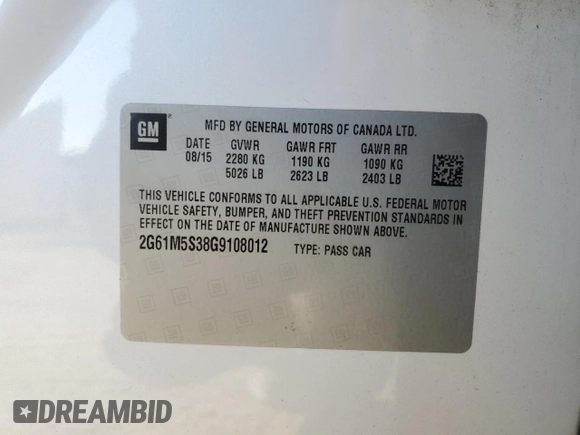 GM
MFD BY GENERAL MOTORS OF CANADA LTD.
DATE GVWR GAWR FRT GAWR RR
08/15 2280 KG 1190 KG 1090 KG
5026 LB 2623 LB 2403 LB
THIS VEHICLE CONFORMS TO ALL APPLICABLE U.S. FEDERAL MOTOR
VEHICLE SAFETY, BUMPER, AND THEFT PREVENTION STANDARDS IN
EFFECT ON THE DATE OF MANUFACTURE SHOWN ABOVE.
2G61M5S38G9108012 TYPE: PASS CAR
DREAMBID